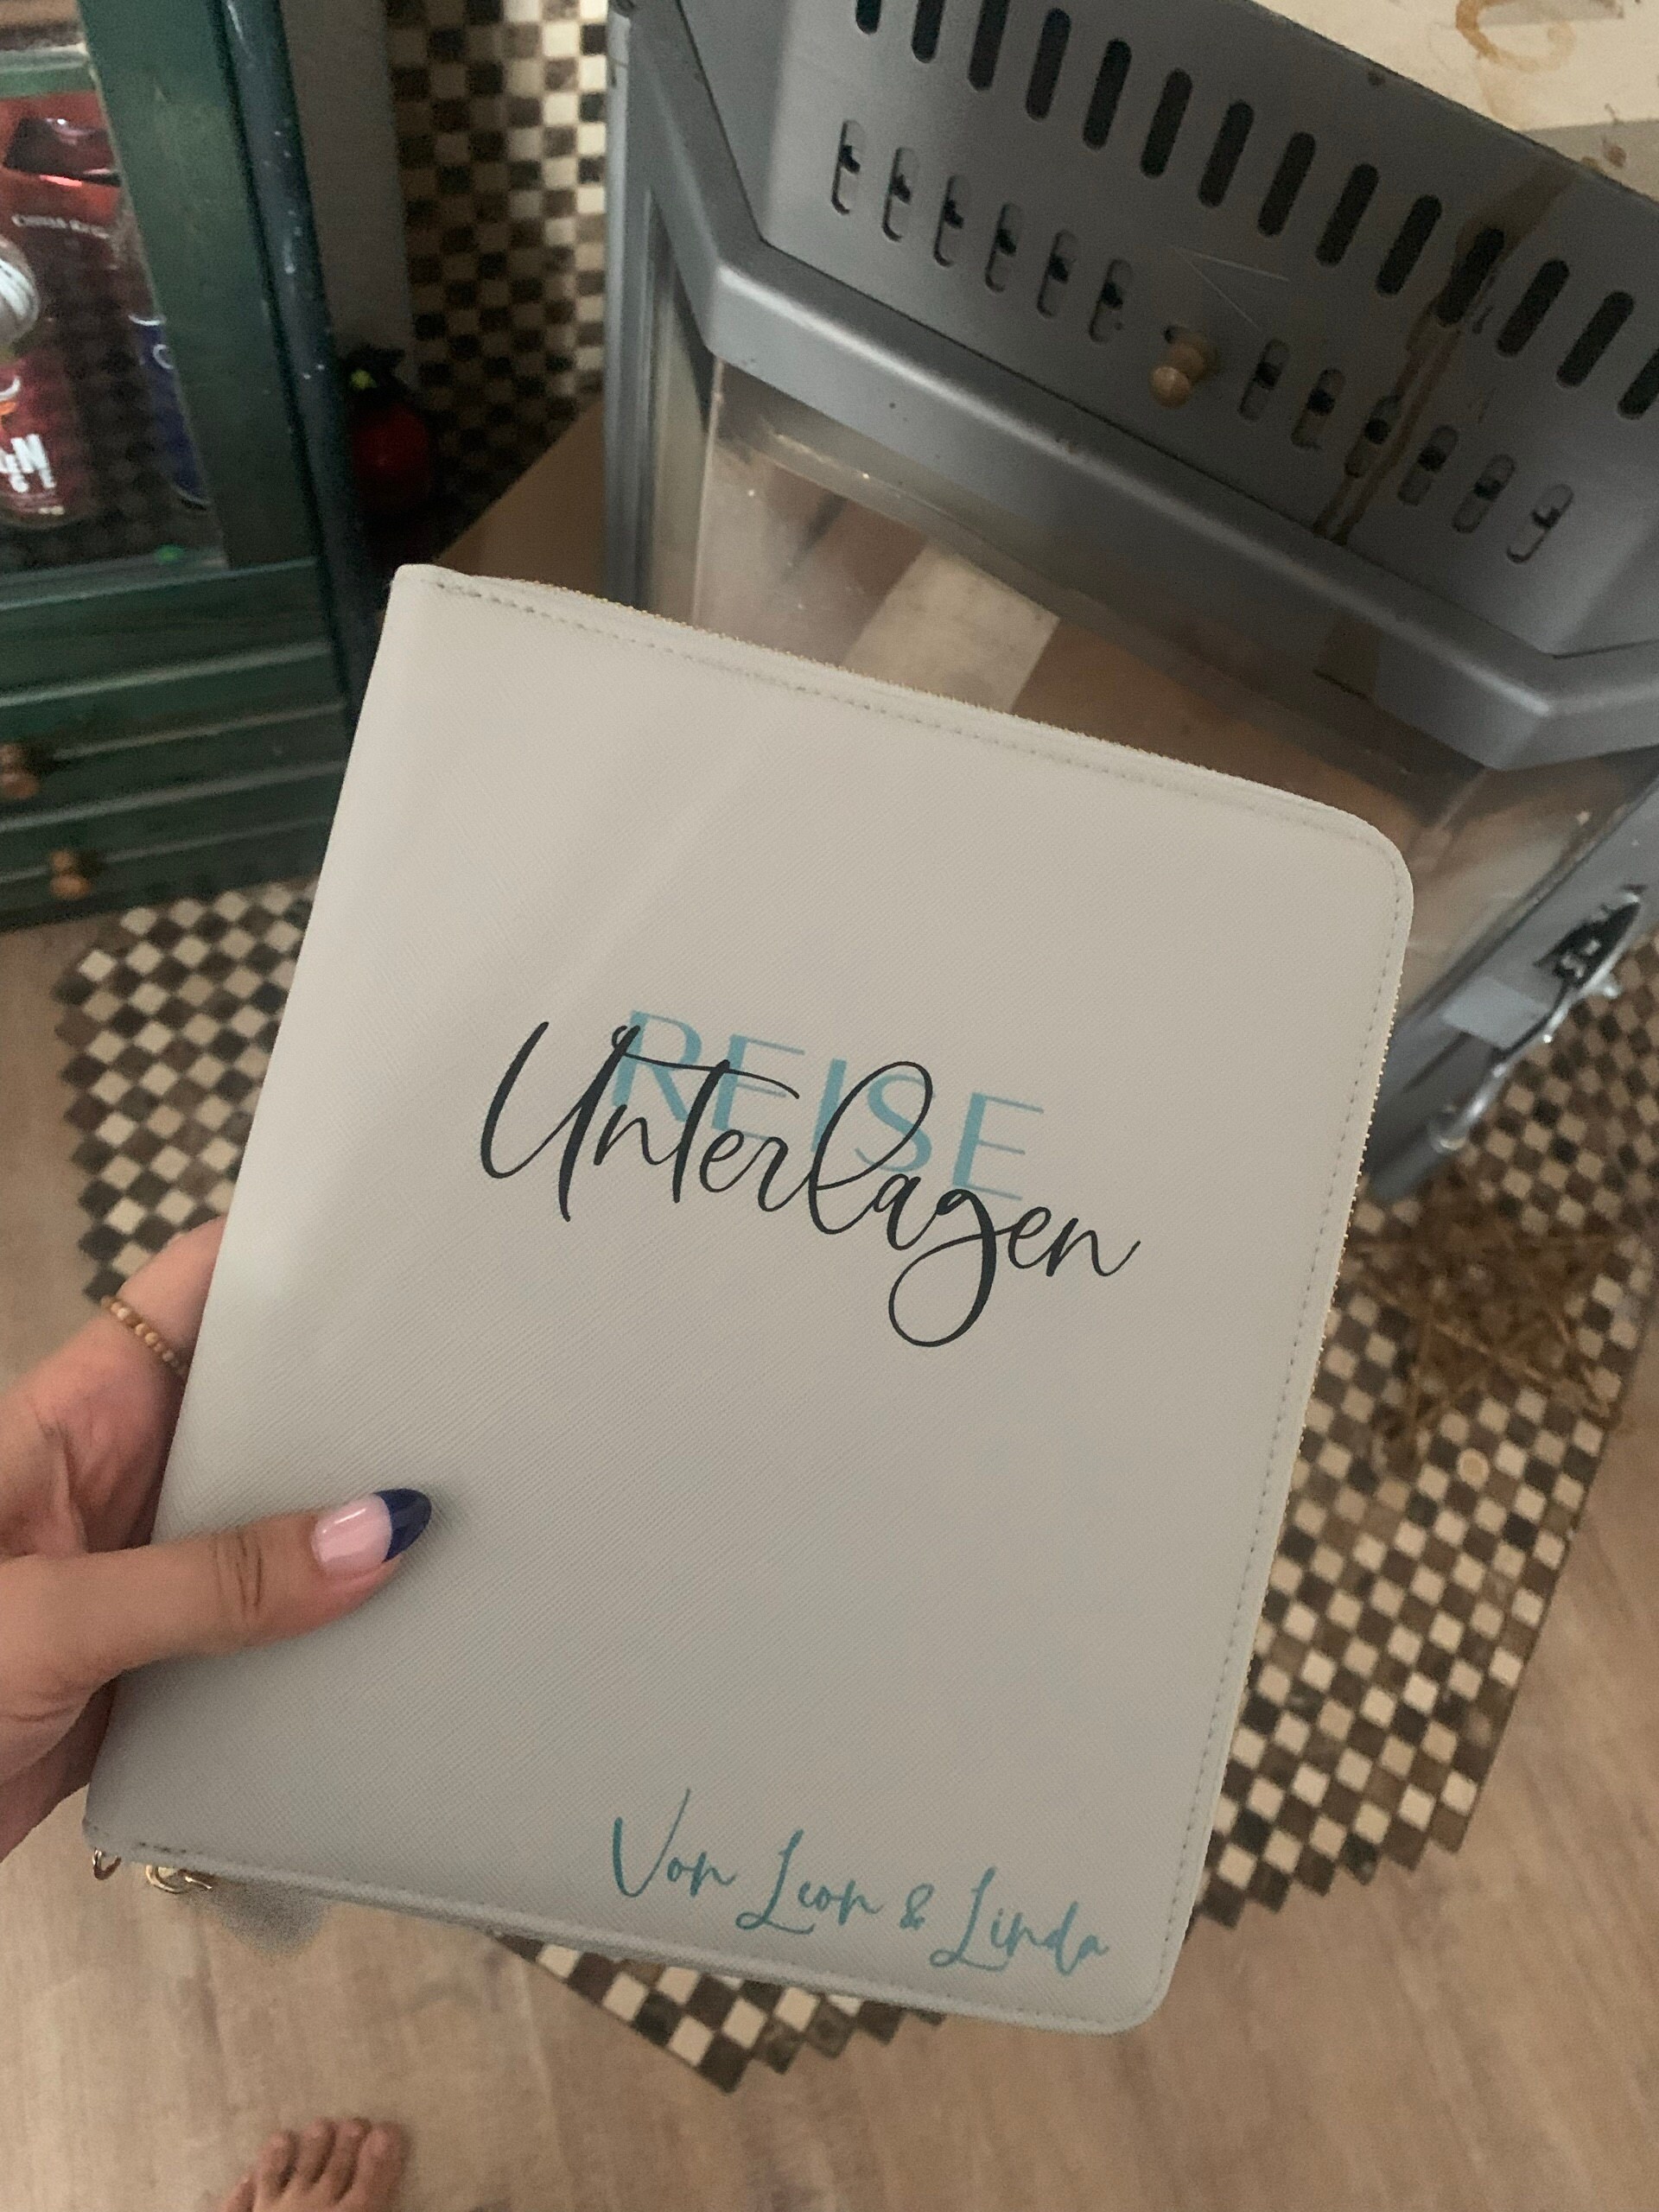 REISE
Unterlagen
Von Leon & Linda